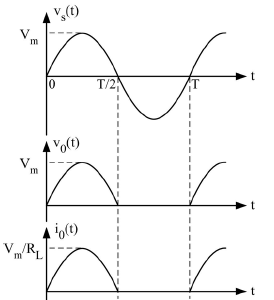 v_s(t)
V_m
0 T/2 T t
v_0(t)
V_m
t
i_0(t)
V_m/R_L
t